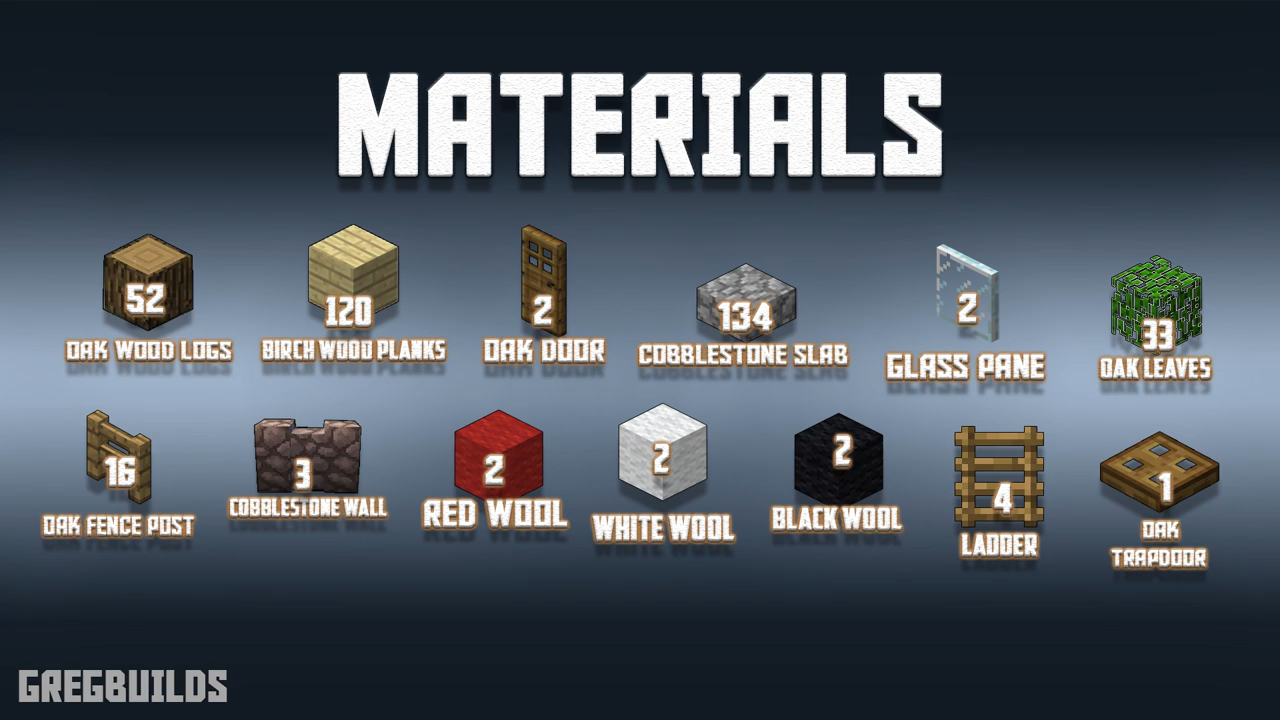 MATERIALS
52
OAK WOOD LOGS
120
BIRCH WOOD PLANKS
2
OAK DOOR
134
COBBLESTONE SLAB
2
GLASS PANE
33
OAK LEAVES
16
OAK FENCE POST
3
COBBLESTONE WALL
2
RED WOOL
2
WHITE WOOL
2
BLACK WOOL
4
LADDER
1
OAK
TRAPDOOR
GREGBUILDS